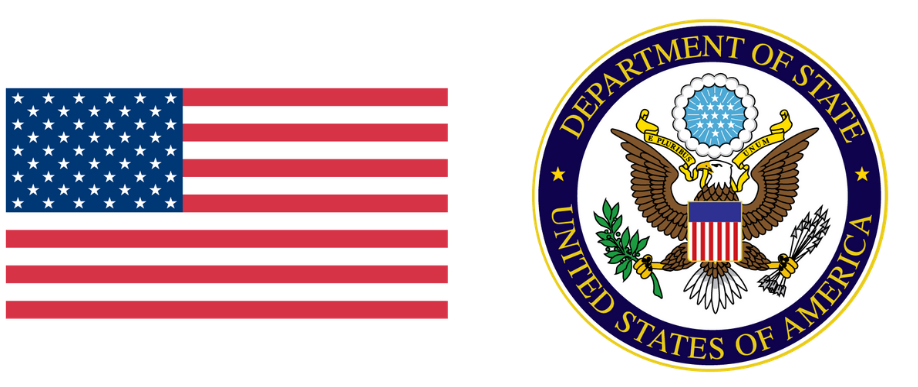 DEPARTMENT OF STATE
E PLURIBUS UNUM
UNITED STATES OF AMERICA